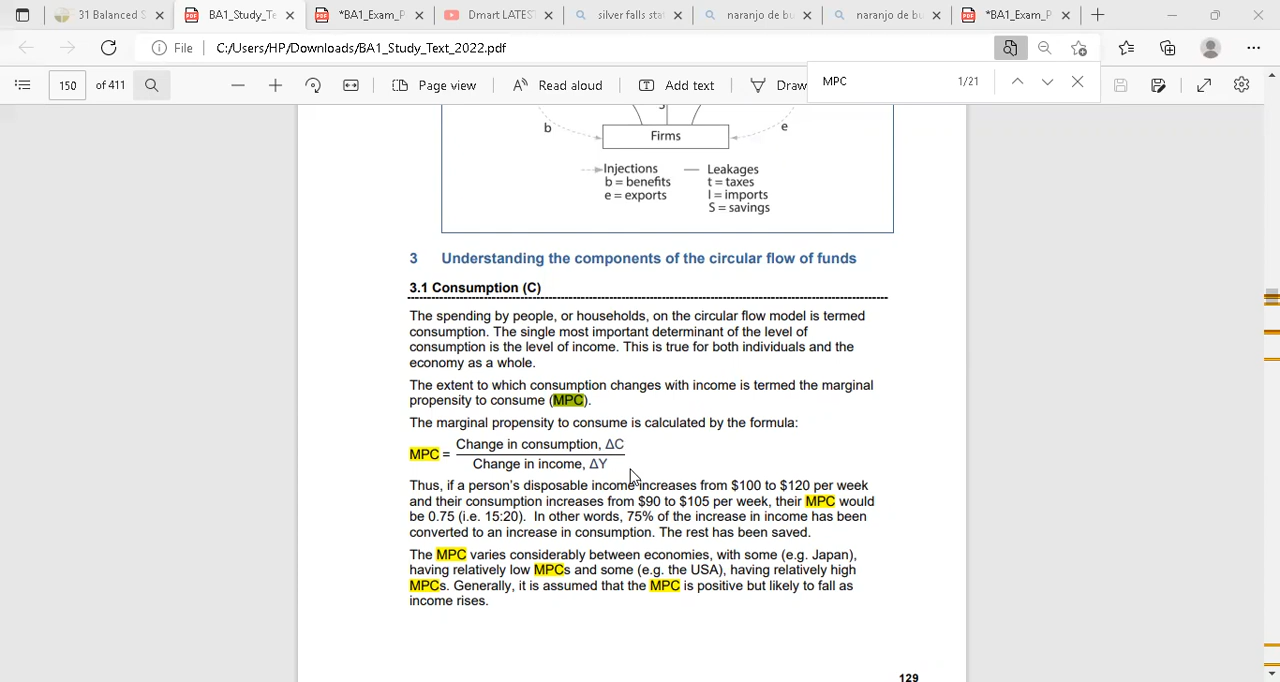 31 Balanced S
BA1_Study_Te
*BA1_Exam_P
Dmart LATES
silver falls sta
naranjo de bu
naranjo de bu
*BA1_Exam_P
File
C:/Users/HP/Downloads/BA1_Study_Text_2022.pdf
150 of 411
Page view
Read aloud
Add text
Draw
MPC 1/21
b
e
Firms
Injections
b = benefits
e = exports
Leakages
t = taxes
I = imports
S = savings
3 Understanding the components of the circular flow of funds
3.1 Consumption (C)
The spending by people, or households, on the circular flow model is termed
consumption. The single most important determinant of the level of
consumption is the level of income. This is true for both individuals and the
economy as a whole.
The extent to which consumption changes with income is termed the marginal
propensity to consume (MPC).
The marginal propensity to consume is calculated by the formula:
MPC =
Change in consumption, ΔC
Change in income, ΔY
Thus, if a person's disposable income increases from $100 to $120 per week
and their consumption increases from $90 to $105 per week, their MPC would
be 0.75 (i.e. 15:20). In other words, 75% of the increase in income has been
converted to an increase in consumption. The rest has been saved.
The MPC varies considerably between economies, with some (e.g. Japan),
having relatively low MPCs and some (e.g. the USA), having relatively high
MPCs. Generally, it is assumed that the MPC is positive but likely to fall as
income rises.
129